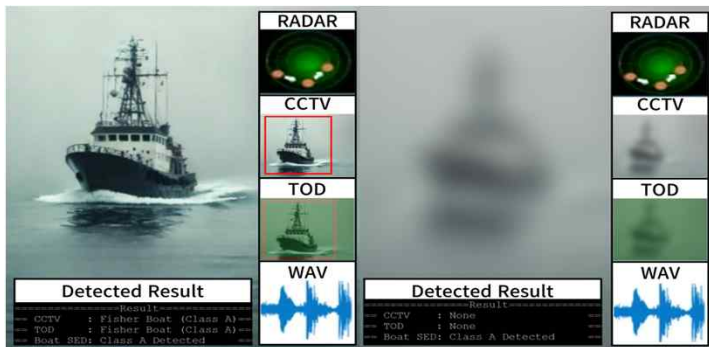 RADAR
CCTV
TOD
WAV
Detected Result
==================Result==================
== CCTV : Fisher Boat (Class A)==
== TOD : Fisher Boat (Class A)==
== Boat SED: Class A Detected ==
RADAR
CCTV
TOD
WAV
Detected Result
==================Result==================
== CCTV : None ==
== TOD : None ==
== Boat SED: Class A Detected ==